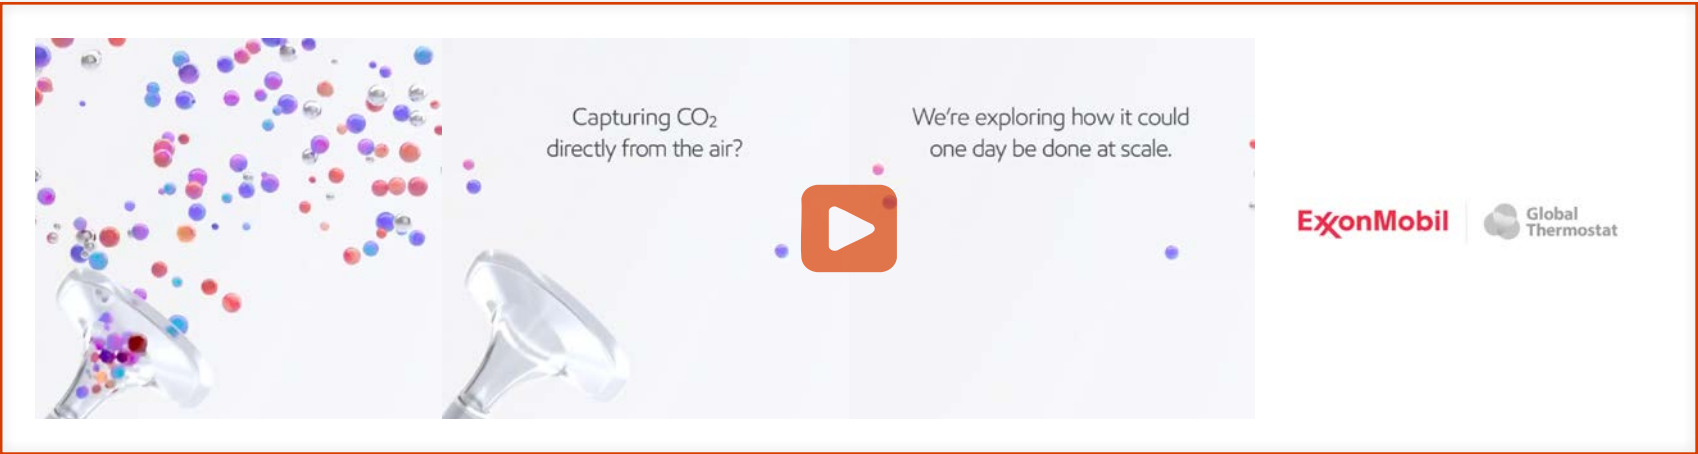 Capturing CO₂
directly from the air?
We're exploring how it could
one day be done at scale.
ExxonMobil
Global
Thermostat